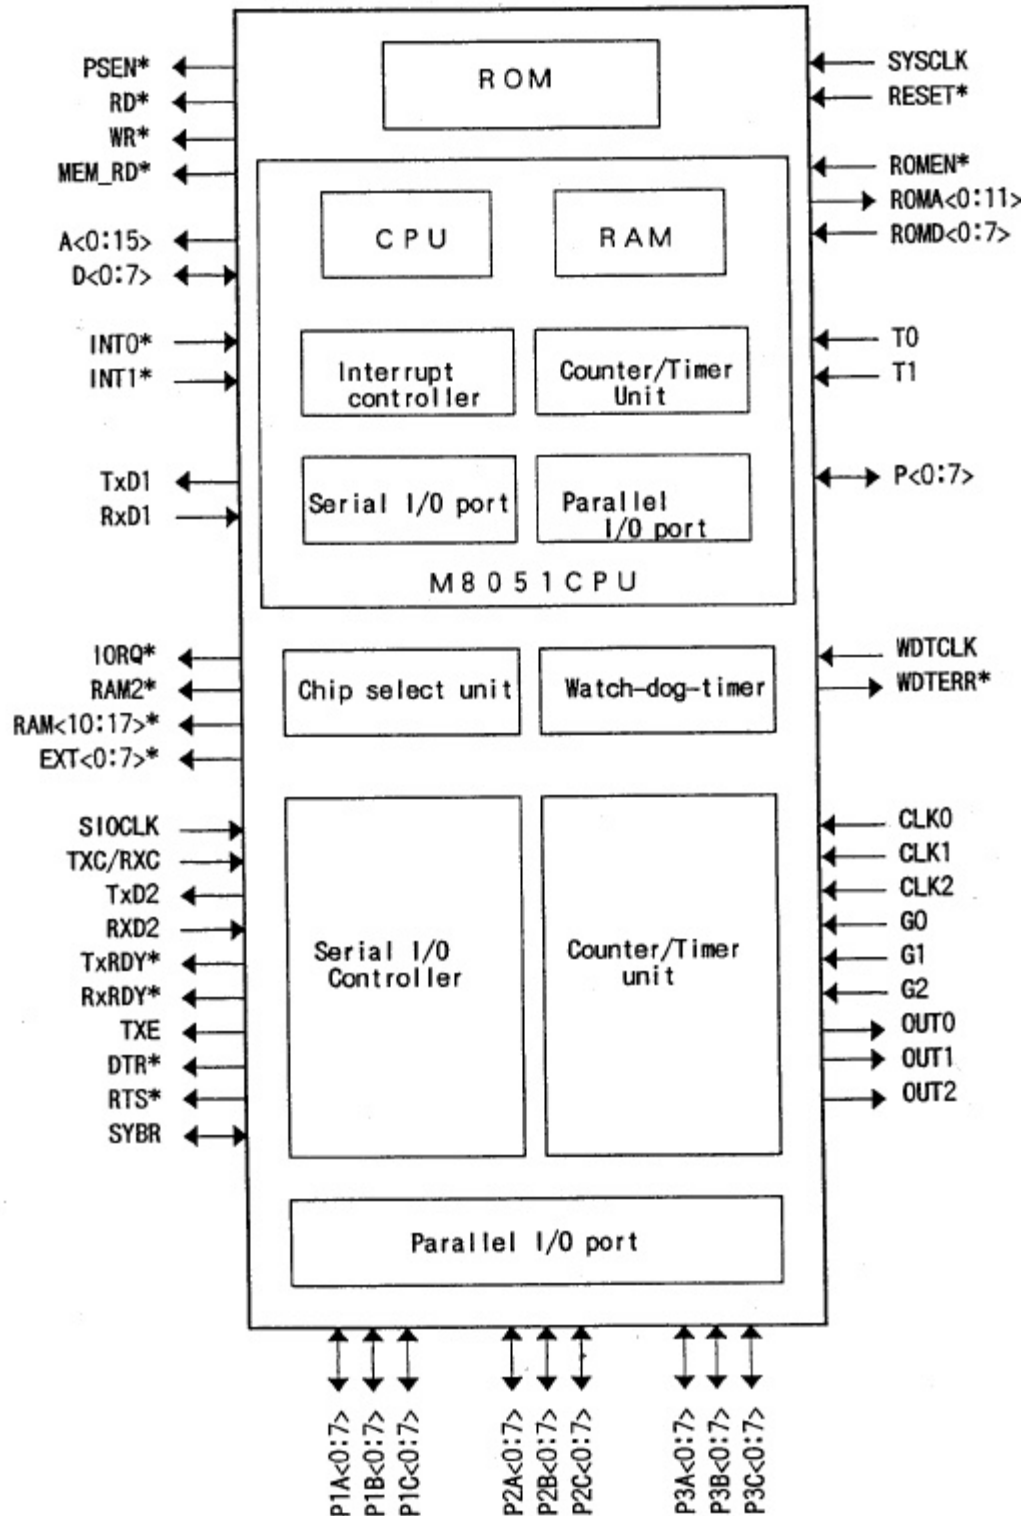 PSEN*
RD*
WR*
MEM_RD*
A<0:15>
D<0:7>
INT0*
INT1*
TxD1
RxD1
IORQ*
RAM2*
RAM<10:17>*
EXT<0:7>*
SIOCLK
TXC/RXC
TxD2
RXD2
TxRDY*
RxRDY*
TXE
DTR*
RTS*
SYBR
ROM
CPU
RAM
Interrupt
controller
Counter/Timer
Unit
Serial I/O port
Parallel
I/O port
M8051CPU
Chip select unit
Watch-dog-timer
Serial I/O
Controller
Counter/Timer
unit
Parallel I/O port
SYSCLK
RESET*
ROMEN*
ROMA<0:11>
ROMD<0:7>
T0
T1
P<0:7>
WDTCLK
WDTERR*
CLK0
CLK1
CLK2
G0
G1
G2
OUT0
OUT1
OUT2
P1A<0:7>
P1B<0:7>
P1C<0:7>
P2A<0:7>
P2B<0:7>
P2C<0:7>
P3A<0:7>
P3B<0:7>
P3C<0:7>